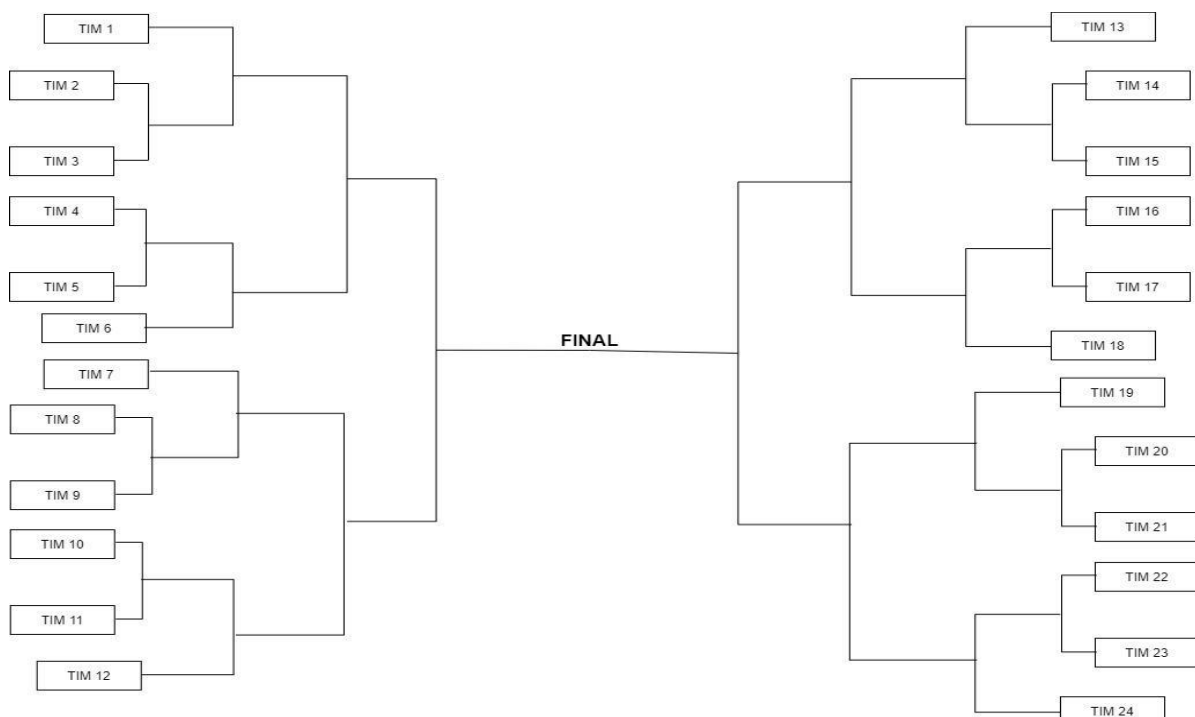 TIM 1
TIM 2
TIM 3
TIM 4
TIM 5
TIM 6
TIM 7
TIM 8
TIM 9
TIM 10
TIM 11
TIM 12
FINAL
TIM 13
TIM 14
TIM 15
TIM 16
TIM 17
TIM 18
TIM 19
TIM 20
TIM 21
TIM 22
TIM 23
TIM 24